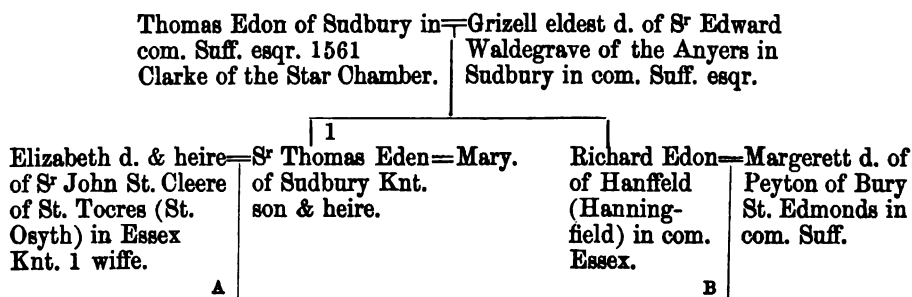 Thomas Edon of Sudbury in=Grizell eldest d. of Sr Edward
com. Suff. esqr. 1561 Waldegrave of the Anyers in
Clarke of the Star Chamber. Sudbury in com. Suff. esqr.
1
Elizabeth d. & heire=Sr Thomas Eden=Mary.
of Sr John St. Cleere of Sudbury Knt.
of St. Tocres (St. son & heire.
Osyth) in Essex
Knt. 1 wiffe.
A
Richard Edon=Margerett d. of
of Hanffeld Peyton of Bury
(Hanning- St. Edmonds in
field) in com. com. Suff.
Essex.
B